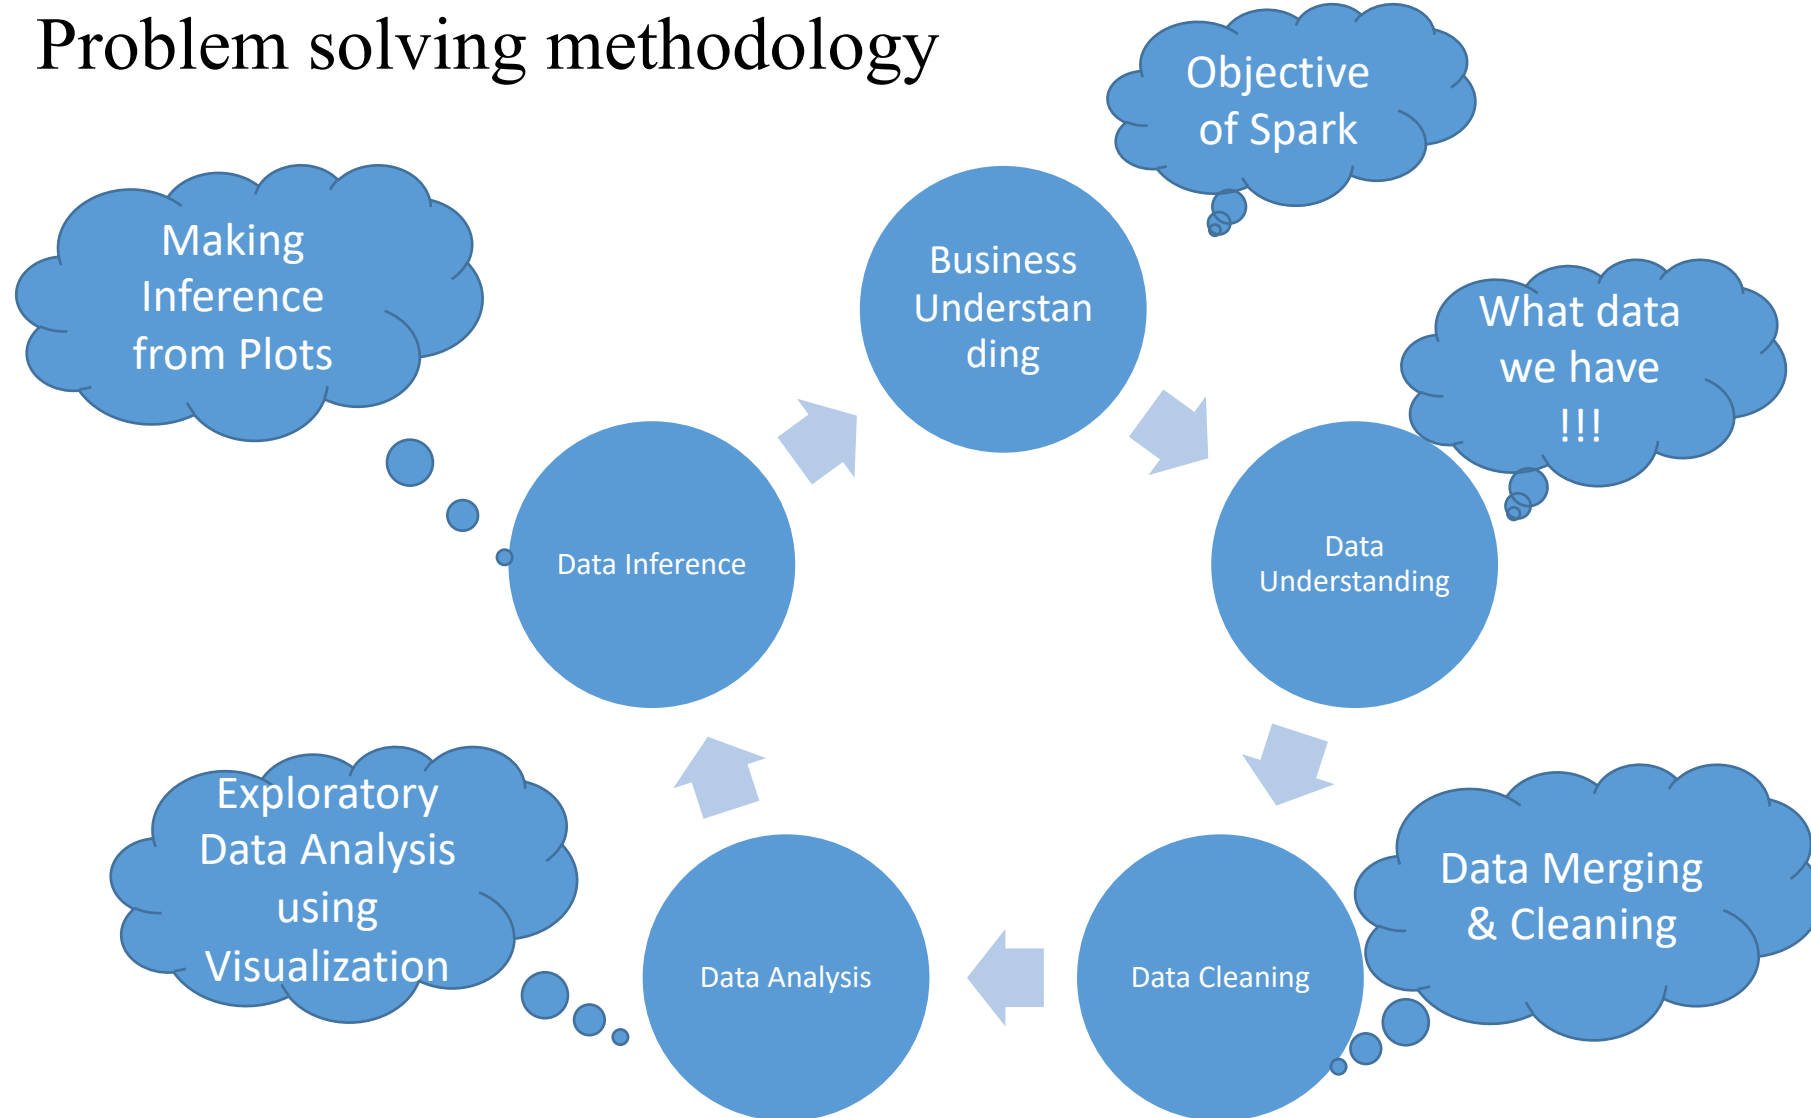 Problem solving methodology
Objective
of Spark
Making
Inference
from Plots
Business
Understan
ding
What data
we have
!!!
Data Inference
Data
Understanding
Exploratory
Data Analysis
using
Visualization
Data Merging
& Cleaning
Data Analysis
Data Cleaning